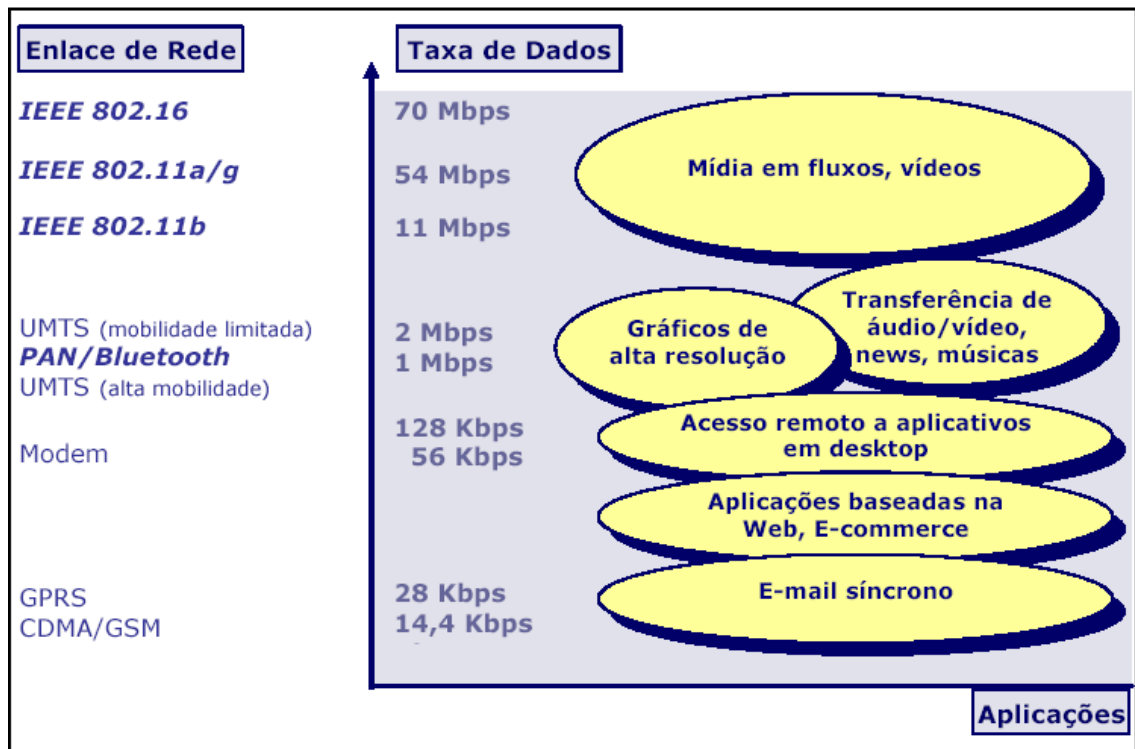 Enlace de Rede
Taxa de Dados
IEEE 802.16
70 Mbps
IEEE 802.11a/g
54 Mbps
Mídia em fluxos, vídeos
IEEE 802.11b
11 Mbps
UMTS (mobilidade limitada)
2 Mbps
PAN/Bluetooth
1 Mbps
UMTS (alta mobilidade)
Gráficos de
alta resolução
Transferência de
áudio/vídeo,
news, músicas
128 Kbps
Modem
56 Kbps
Acesso remoto a aplicativos
em desktop
Aplicações baseadas na
Web, E-commerce
GPRS
28 Kbps
CDMA/GSM
14,4 Kbps
E-mail síncrono
Aplicações